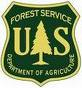 FOREST SERVICE
U S
DEPARTMENT OF AGRICULTURE